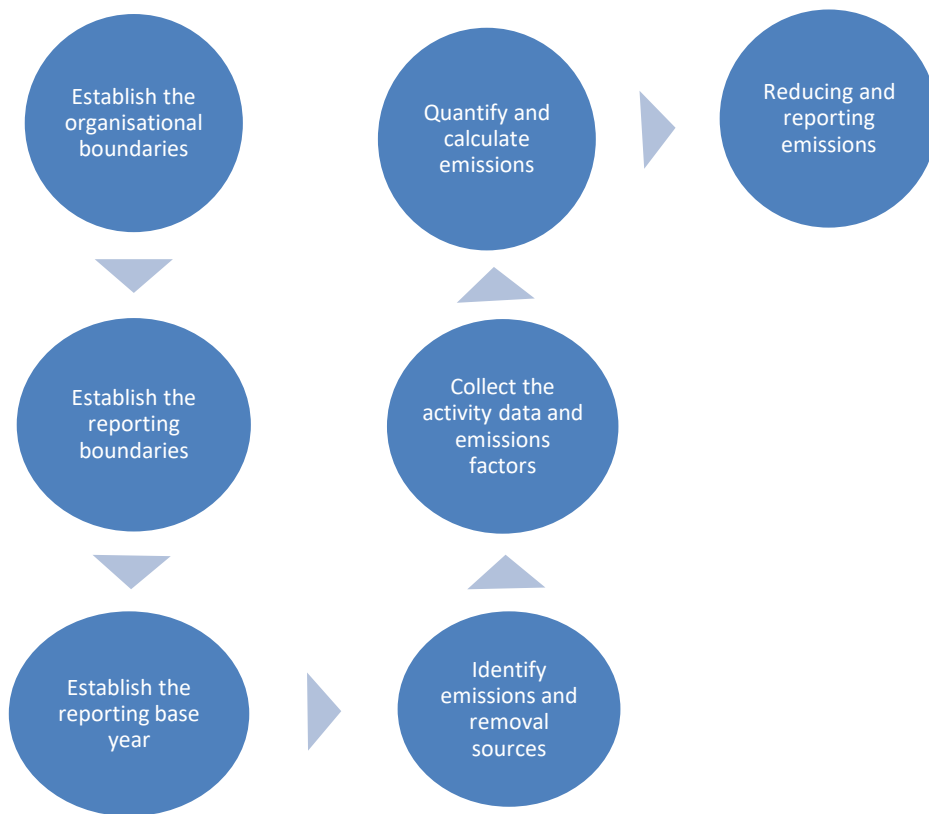 Establish the
organisational
boundaries
Establish the
reporting
boundaries
Establish the
reporting base
year
Identify
emissions and
removal
sources
Collect the
activity data and
emissions
factors
Quantify and
calculate
emissions
Reducing and
reporting
emissions